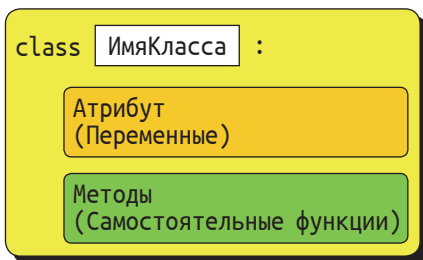 class ИмяКласса :
Атрибут
(Переменные)
Методы
(Самостоятельные функции)